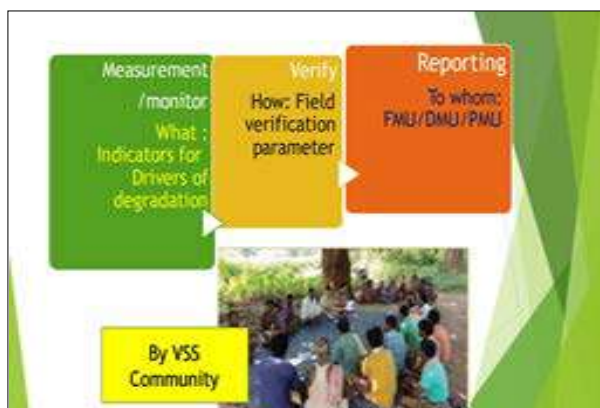 Measurement
/monitor
What :
Indicators for
Drivers of
degradation
Verify
How: Field
verification
parameter
Reporting
To whom:
FMU/DMU/PMU
By VSS
Community